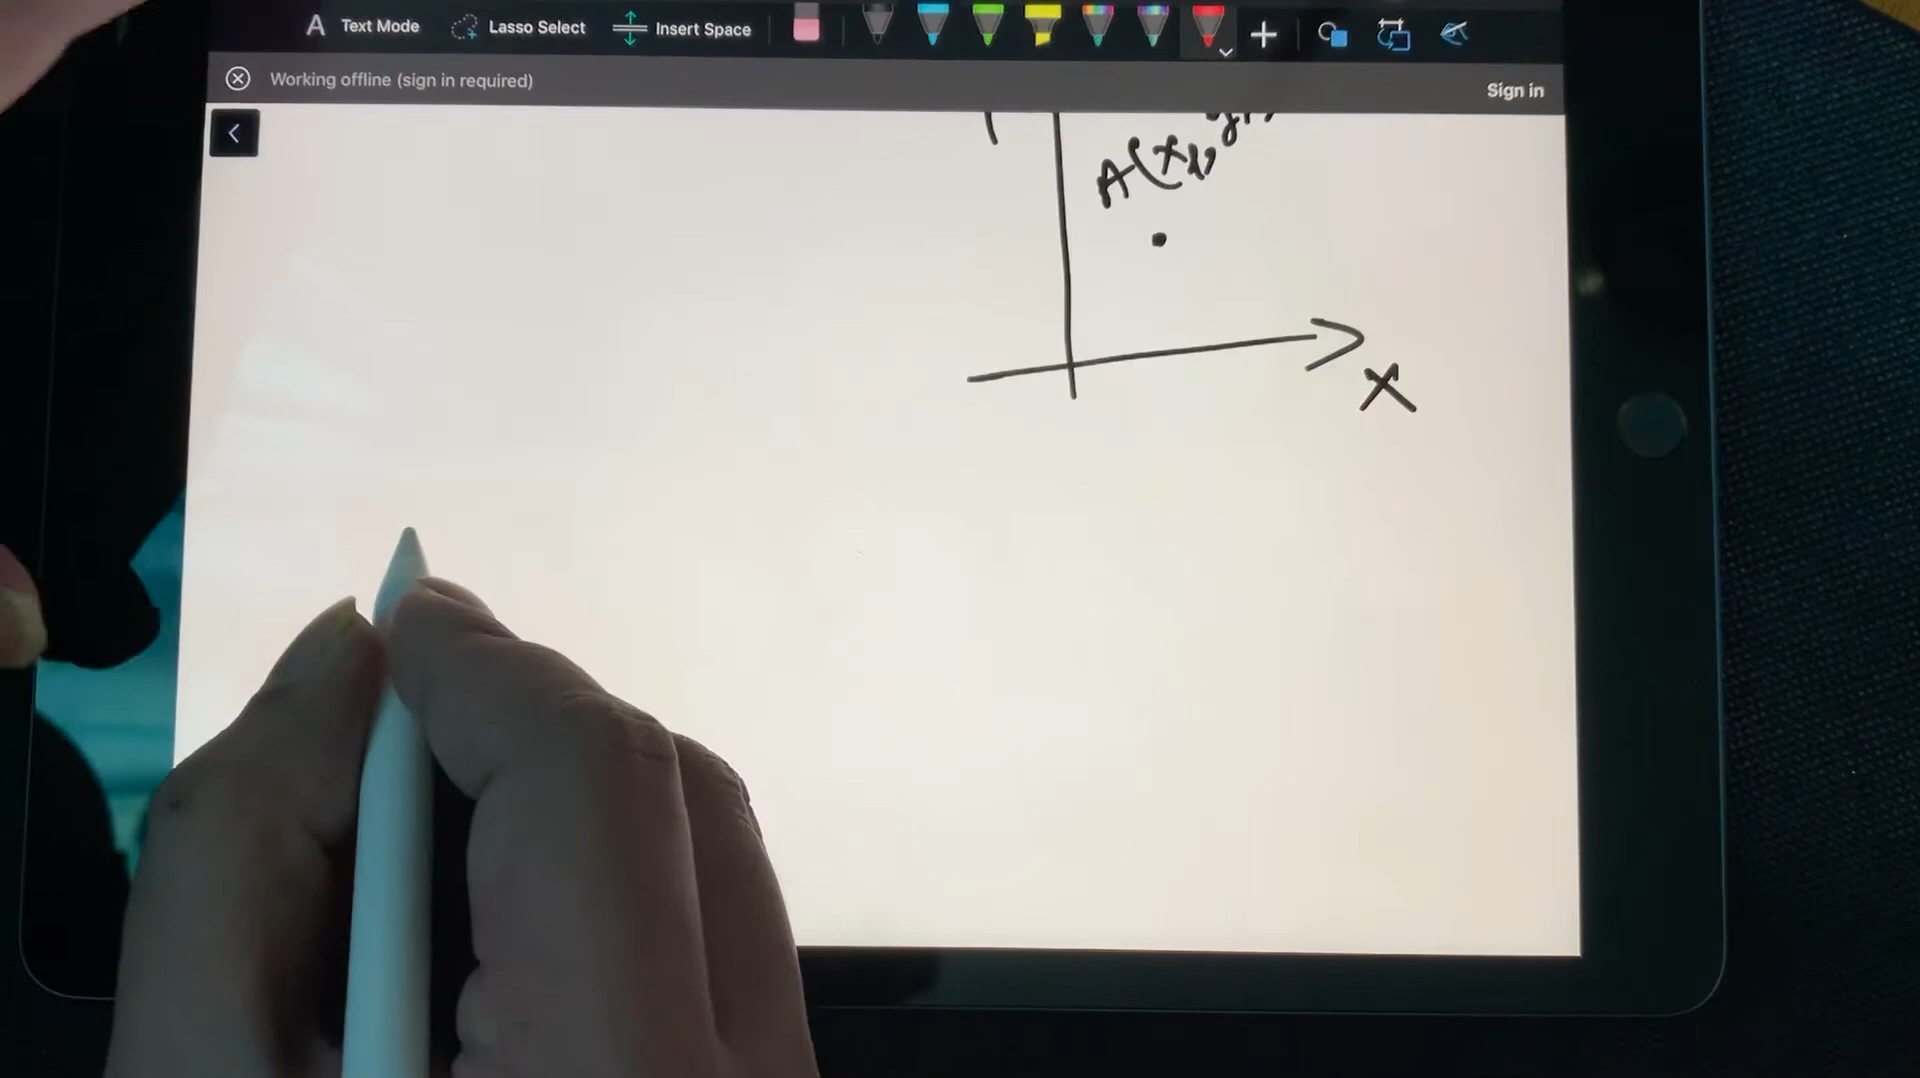 A Text Mode Lasso Select Insert Space
Working offline (sign in required)
Sign in
A(x₁,
X